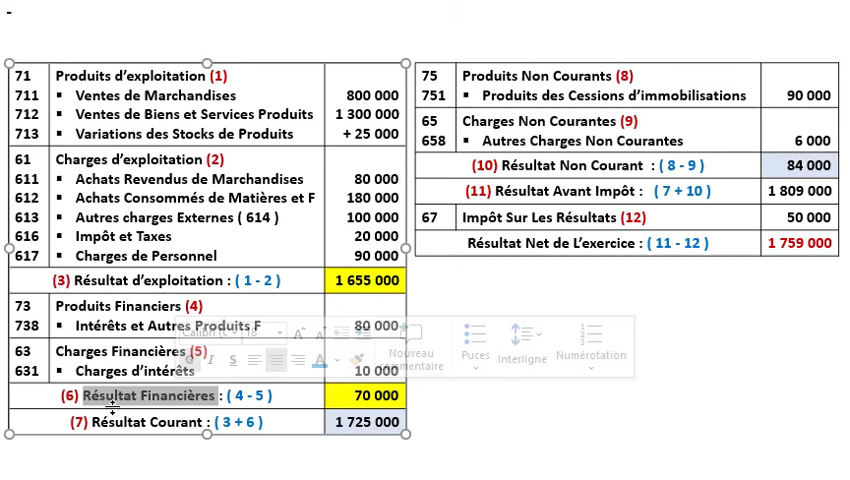 -
71 Produits d’exploitation (1)
711 ▪ Ventes de Marchandises 800 000
712 ▪ Ventes de Biens et Services Produits 1 300 000
713 ▪ Variations des Stocks de Produits + 25 000
61 Charges d’exploitation (2)
611 ▪ Achats Revendus de Marchandises 80 000
612 ▪ Achats Consommés de Matières et F 180 000
613 ▪ Autres charges Externes ( 614 ) 100 000
616 ▪ Impôt et Taxes 20 000
617 ▪ Charges de Personnel 90 000
(3) Résultat d’exploitation : ( 1 - 2 ) 1 655 000
73 Produits Financiers (4)
738 ▪ Intérêts et Autres Produits F 80 000
63 Charges Financières (5)
631 ▪ Charges d’intérêts 10 000
(6) Résultat Financières : ( 4 - 5 ) 70 000
(7) Résultat Courant : ( 3 + 6 ) 1 725 000
75 Produits Non Courants (8)
751 ▪ Produits des Cessions d’immobilisations 90 000
65 Charges Non Courantes (9)
658 ▪ Autres Charges Non Courantes 6 000
(10) Résultat Non Courant : ( 8 - 9 ) 84 000
(11) Résultat Avant Impôt : ( 7 + 10 ) 1 809 000
67 Impôt Sur Les Résultats (12) 50 000
Résultat Net de L’exercice : ( 11 - 12 ) 1 759 000
Calibri (C 18 A A
G I S A
Nouveau
commentaire
Puces
Interligne
Numérotation